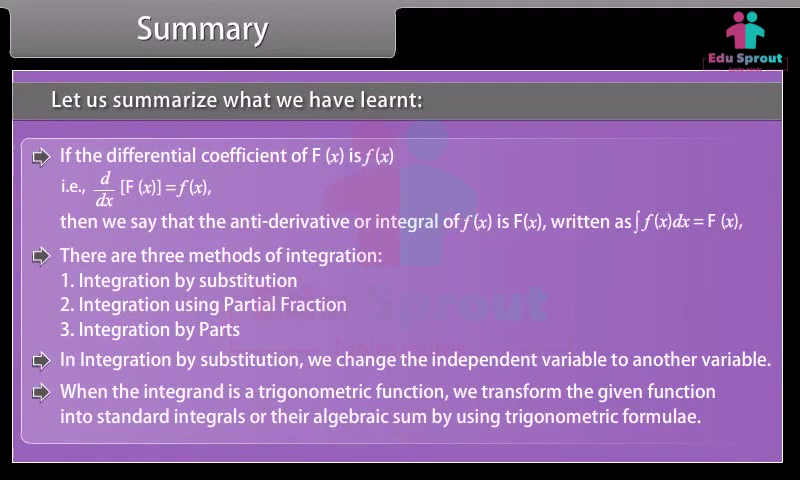 Summary
Edu Sprout
Let us summarize what we have learnt:
If the differential coefficient of F (x) is f (x)
i.e., d/dx [F (x)] = f (x),
then we say that the anti-derivative or integral of f (x) is F(x), written as ∫ f (x) dx = F (x),
There are three methods of integration:
1. Integration by substitution
2. Integration using Partial Fraction
3. Integration by Parts
Edu Sprout
In Integration by substitution, we change the independent variable to another variable.
When the integrand is a trigonometric function, we transform the given function
into standard integrals or their algebraic sum by using trigonometric formulae.